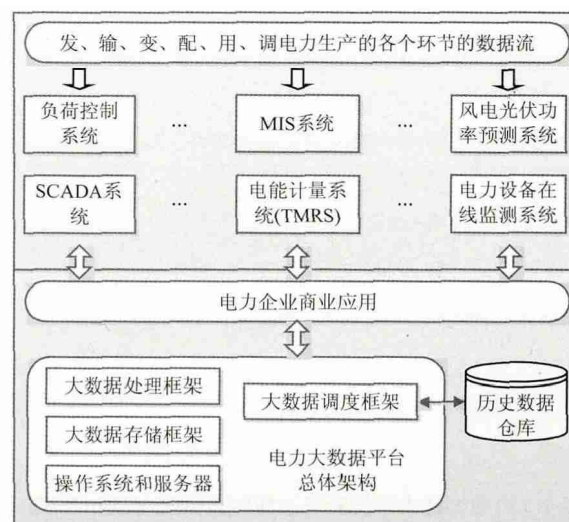 发、输、变、配、用、调电力生产的各个环节的数据流
负荷控制
系统
...
MIS系统
...
风电光伏功
率预测系统
SCADA系
统
...
电能计量系
统(TMRS)
...
电力设备在
线监测系统
电力企业商业应用
大数据处理框架
大数据存储框架
操作系统和服务器
大数据调度框架
电力大数据平台
总体架构
历史数据
仓库